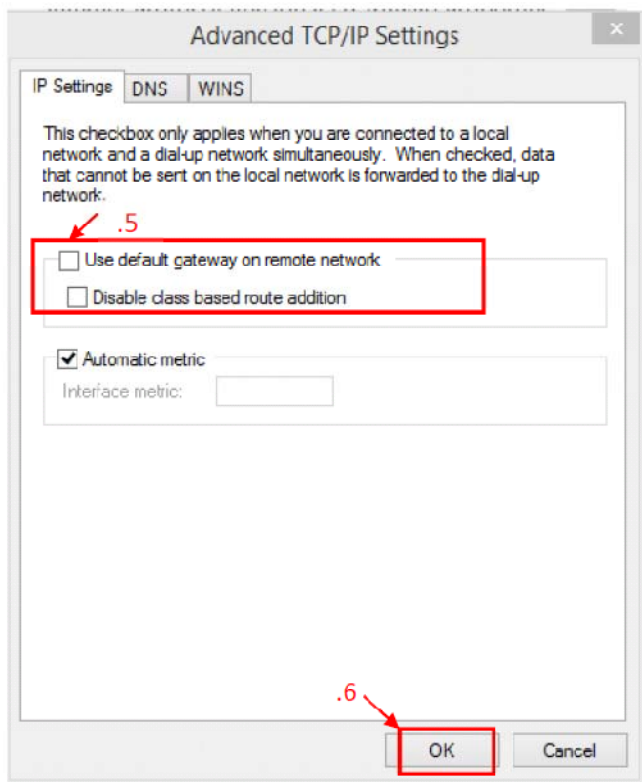 Advanced TCP/IP Settings
IP Settings DNS WINS
This checkbox only applies when you are connected to a local
network and a dial-up network simultaneously. When checked, data
that cannot be sent on the local network is forwarded to the dial-up
network.
.5
Use default gateway on remote network
Disable class based route addition
Automatic metric
Interface metric:
.6
OK Cancel